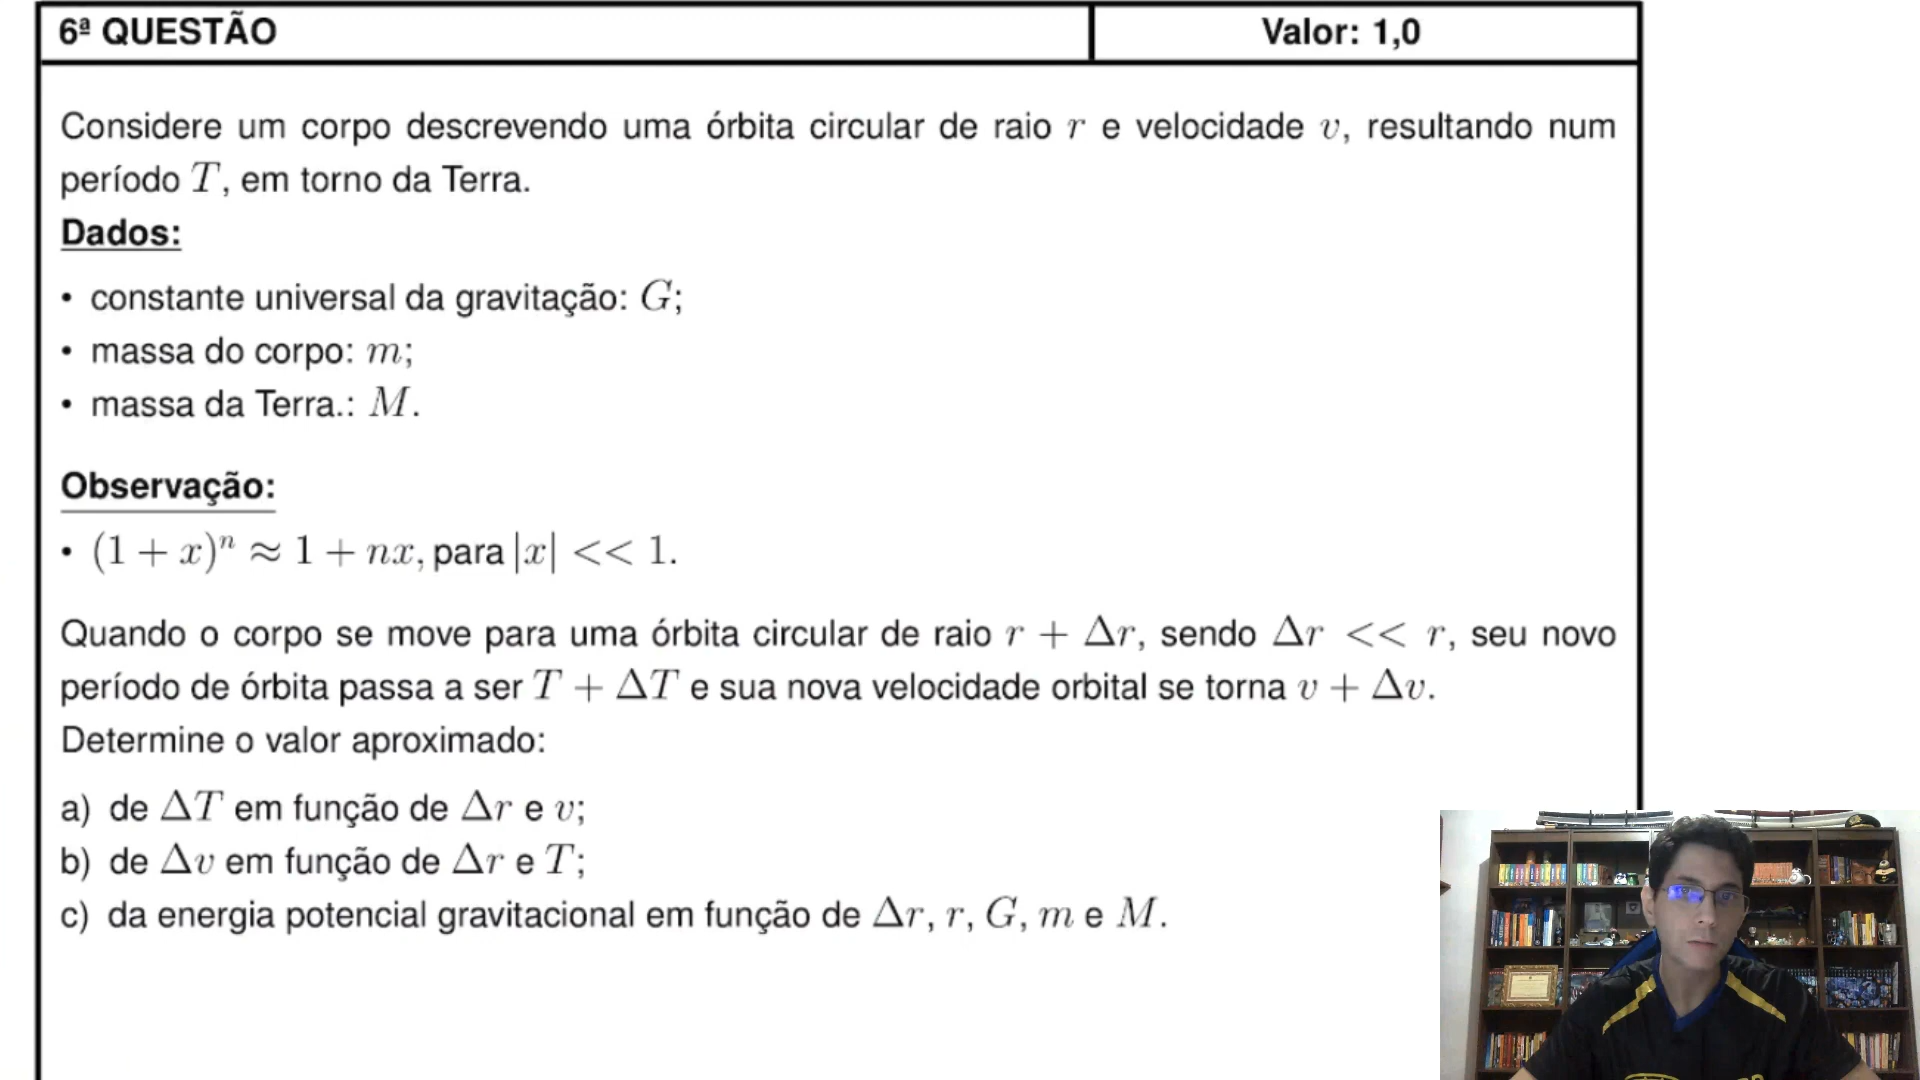 6ª QUESTÃO
Valor: 1,0
Considere um corpo descrevendo uma órbita circular de raio r e velocidade v, resultando num
período T, em torno da Terra.
Dados:
• constante universal da gravitação: G;
• massa do corpo: m;
• massa da Terra.: M.
Observação:
• (1 + x)ⁿ ≈ 1 + nx, para |x| << 1.
Quando o corpo se move para uma órbita circular de raio r + Δr, sendo Δr << r, seu novo
período de órbita passa a ser T + ΔT e sua nova velocidade orbital se torna v + Δv.
Determine o valor aproximado:
a) de ΔT em função de Δr e v;
b) de Δv em função de Δr e T;
c) da energia potencial gravitacional em função de Δr, r, G, m e M.